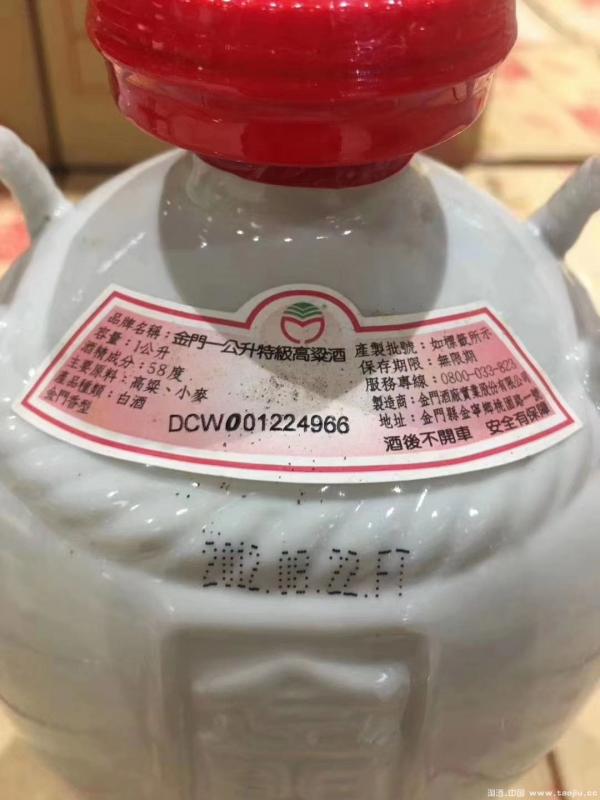 品牌名稱：金門一公升特級高粱酒
容量：1公升
酒精成分：58度
主要原料：高粱、小麥
產品種類：白酒
金門香型
DCW001224966
產製批號：如標籤所示
保存期限：無限期
服務專線：0800-033-823
製造商：金門酒廠實業股份有限公司
地址：金門縣金寧鄉桃園路一號
酒後不開車 安全有保障
2002.08.22.FT
淘酒.中国 www.taojiu.cc